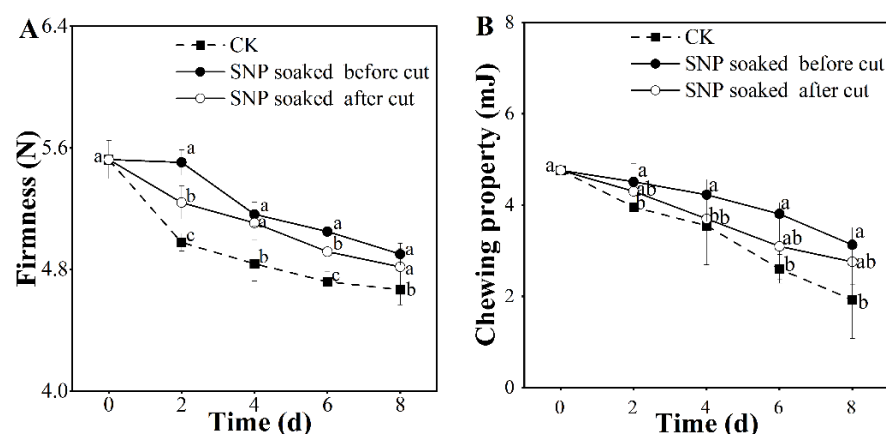 A
CK
SNP soaked before cut
SNP soaked after cut
Firmness (N)
6.4
5.6
4.8
4.0
a
a
b
c
a
a
b
a
b
c
a
a
b
0
2
4
6
8
Time (d)
B
CK
SNP soaked before cut
SNP soaked after cut
Chewing property (mJ)
8
6
4
2
0
a
a
ab
b
a
bb
a
ab
b
a
ab
b
0
2
4
6
8
Time (d)